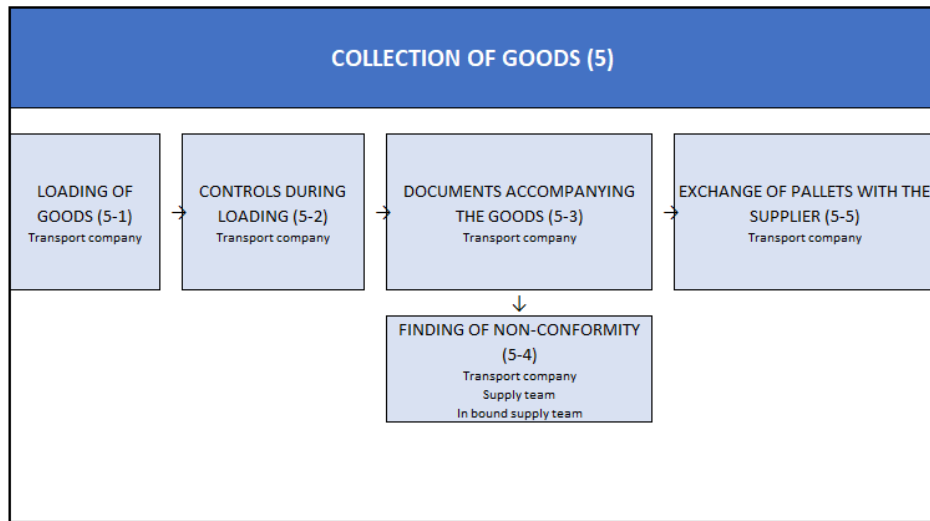 COLLECTION OF GOODS (5)
LOADING OF
GOODS (5-1)
Transport company
→
CONTROLS DURING
LOADING (5-2)
Transport company
→
DOCUMENTS ACCOMPANYING
THE GOODS (5-3)
Transport company
→
EXCHANGE OF PALLETS WITH THE
SUPPLIER (5-5)
Transport company
↓
FINDING OF NON-CONFORMITY
(5-4)
Transport company
Supply team
In bound supply team